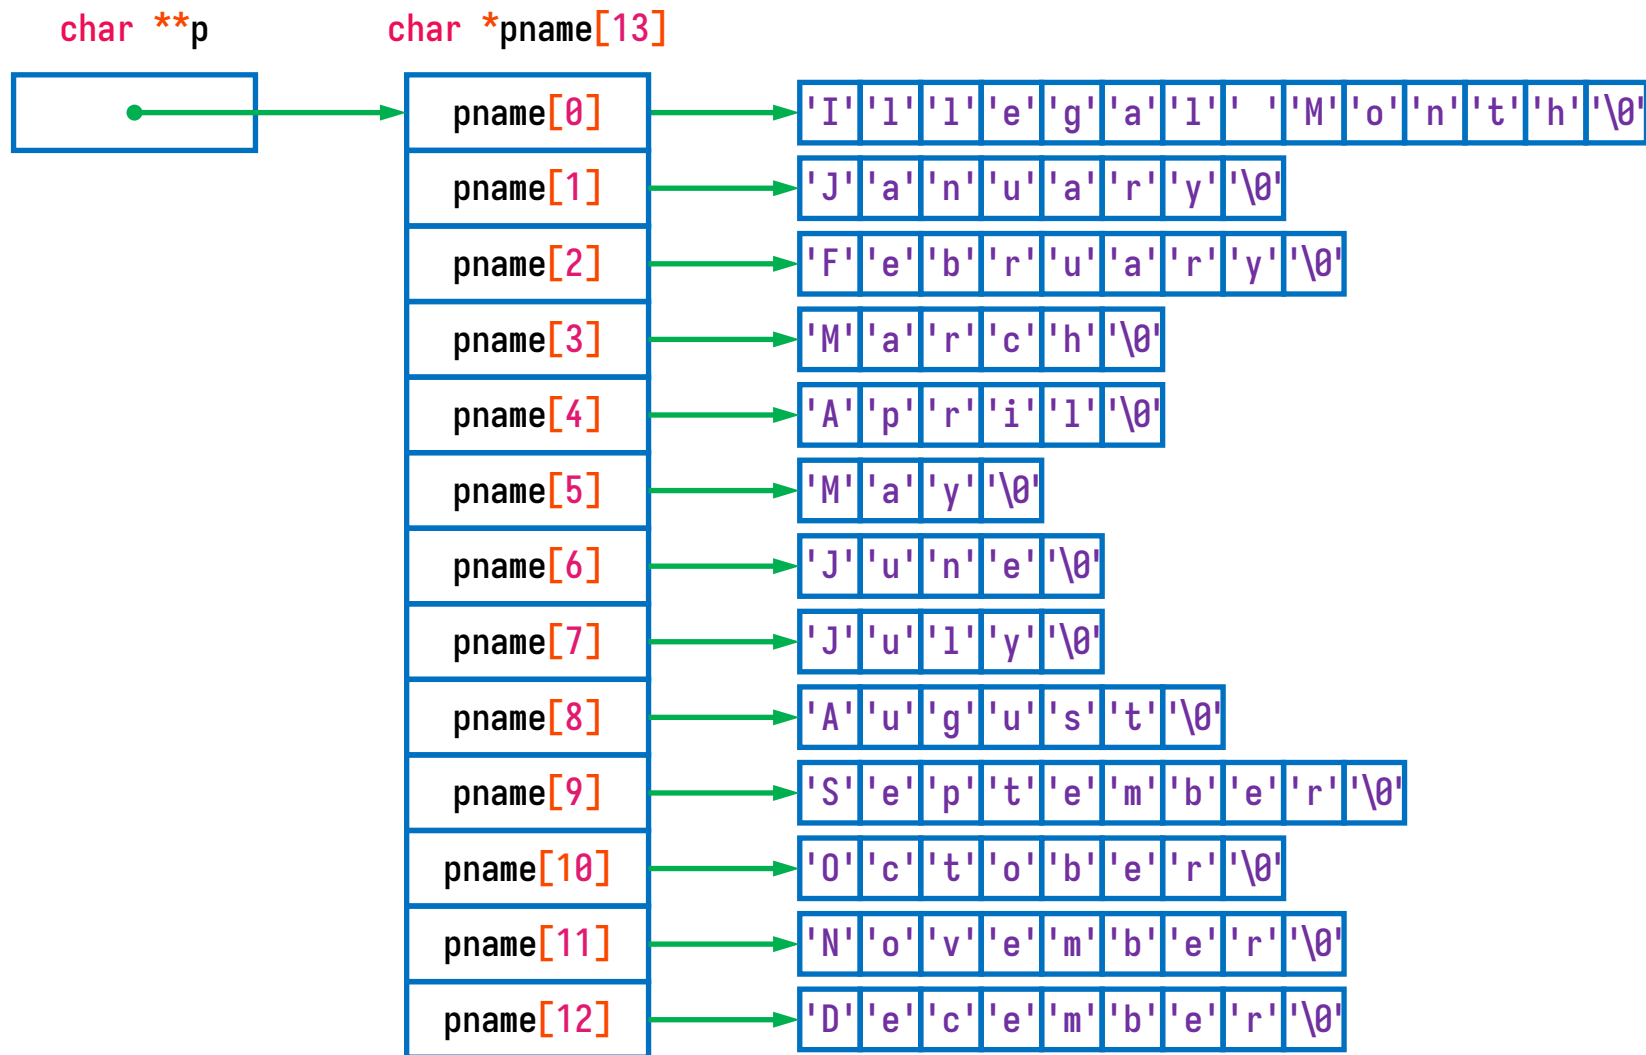 char **p char *pname[13]
pname[0] 'I' 'l' 'l' 'e' 'g' 'a' 'l' ' ' 'M' 'o' 'n' 't' 'h' '\0'
pname[1] 'J' 'a' 'n' 'u' 'a' 'r' 'y' '\0'
pname[2] 'F' 'e' 'b' 'r' 'u' 'a' 'r' 'y' '\0'
pname[3] 'M' 'a' 'r' 'c' 'h' '\0'
pname[4] 'A' 'p' 'r' 'i' 'l' '\0'
pname[5] 'M' 'a' 'y' '\0'
pname[6] 'J' 'u' 'n' 'e' '\0'
pname[7] 'J' 'u' 'l' 'y' '\0'
pname[8] 'A' 'u' 'g' 'u' 's' 't' '\0'
pname[9] 'S' 'e' 'p' 't' 'e' 'm' 'b' 'e' 'r' '\0'
pname[10] 'O' 'c' 't' 'o' 'b' 'e' 'r' '\0'
pname[11] 'N' 'o' 'v' 'e' 'm' 'b' 'e' 'r' '\0'
pname[12] 'D' 'e' 'c' 'e' 'm' 'b' 'e' 'r' '\0'